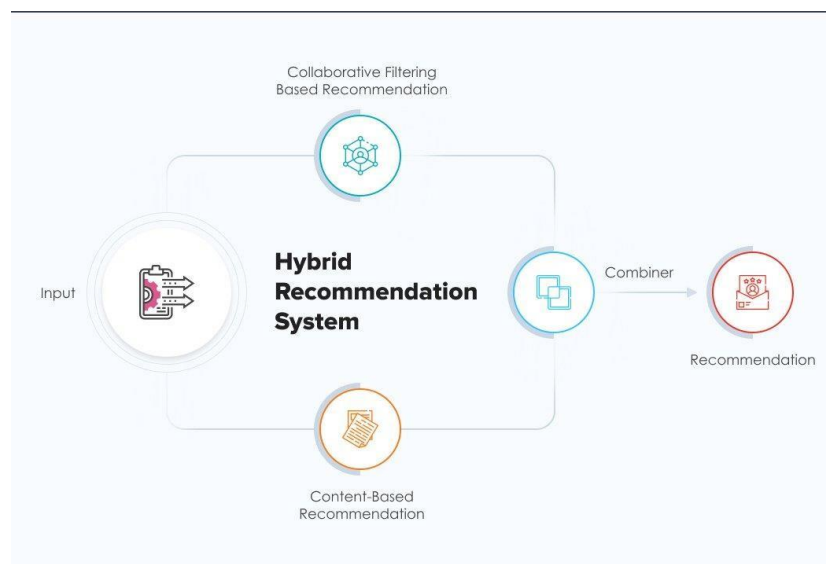 Collaborative Filtering
Based Recommendation
Input
Hybrid
Recommendation
System
Combiner
Recommendation
Content-Based
Recommendation